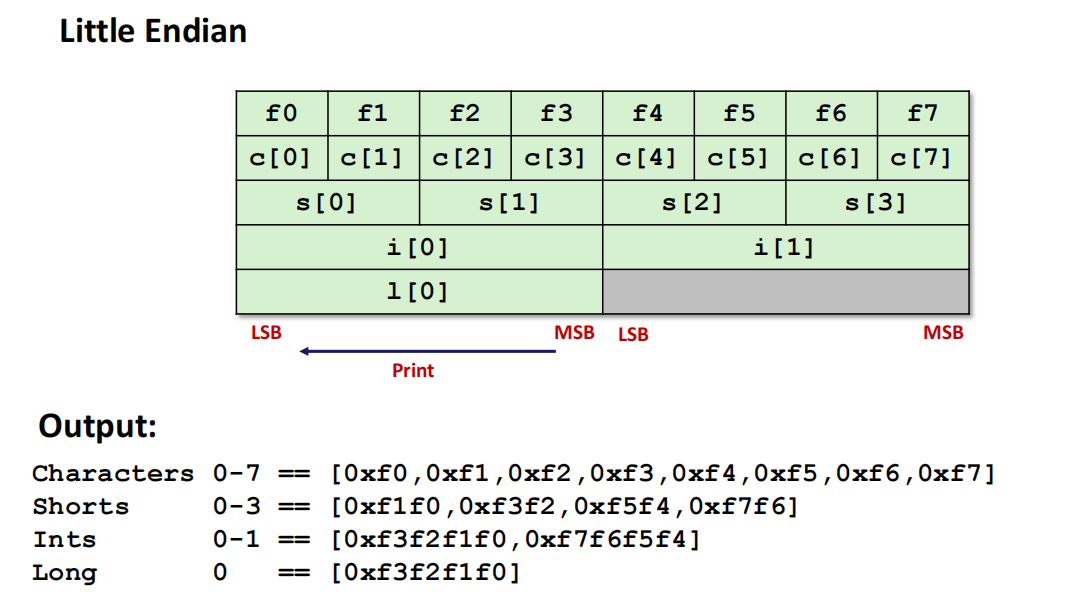 Little Endian
f0 f1 f2 f3 f4 f5 f6 f7
c[0] c[1] c[2] c[3] c[4] c[5] c[6] c[7]
s[0] s[1] s[2] s[3]
i[0] i[1]
l[0]
LSB MSB LSB MSB
Print
Output:
Characters 0-7 == [0xf0,0xf1,0xf2,0xf3,0xf4,0xf5,0xf6,0xf7]
Shorts 0-3 == [0xf1f0,0xf3f2,0xf5f4,0xf7f6]
Ints 0-1 == [0xf3f2f1f0,0xf7f6f5f4]
Long 0 == [0xf3f2f1f0]